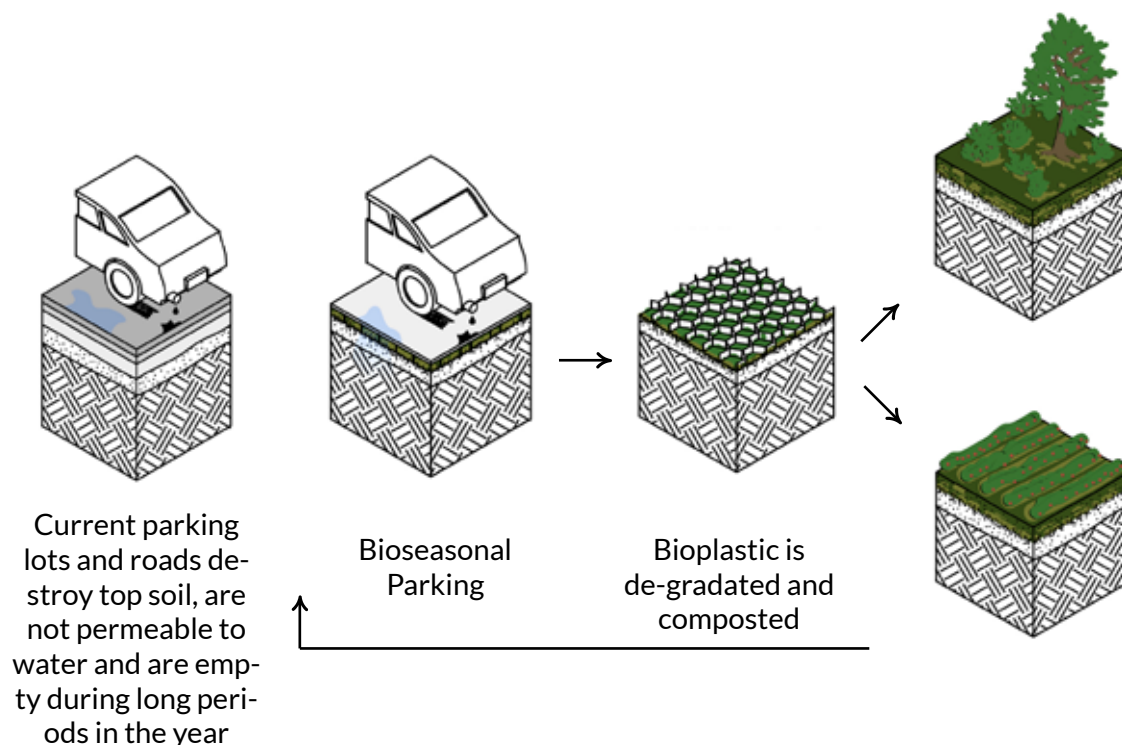 Current parking
lots and roads de-
stroy top soil, are
not permeable to
water and are emp-
ty during long peri-
ods in the year
Bioseasonal
Parking
Bioplastic is
de-gradated and
composted